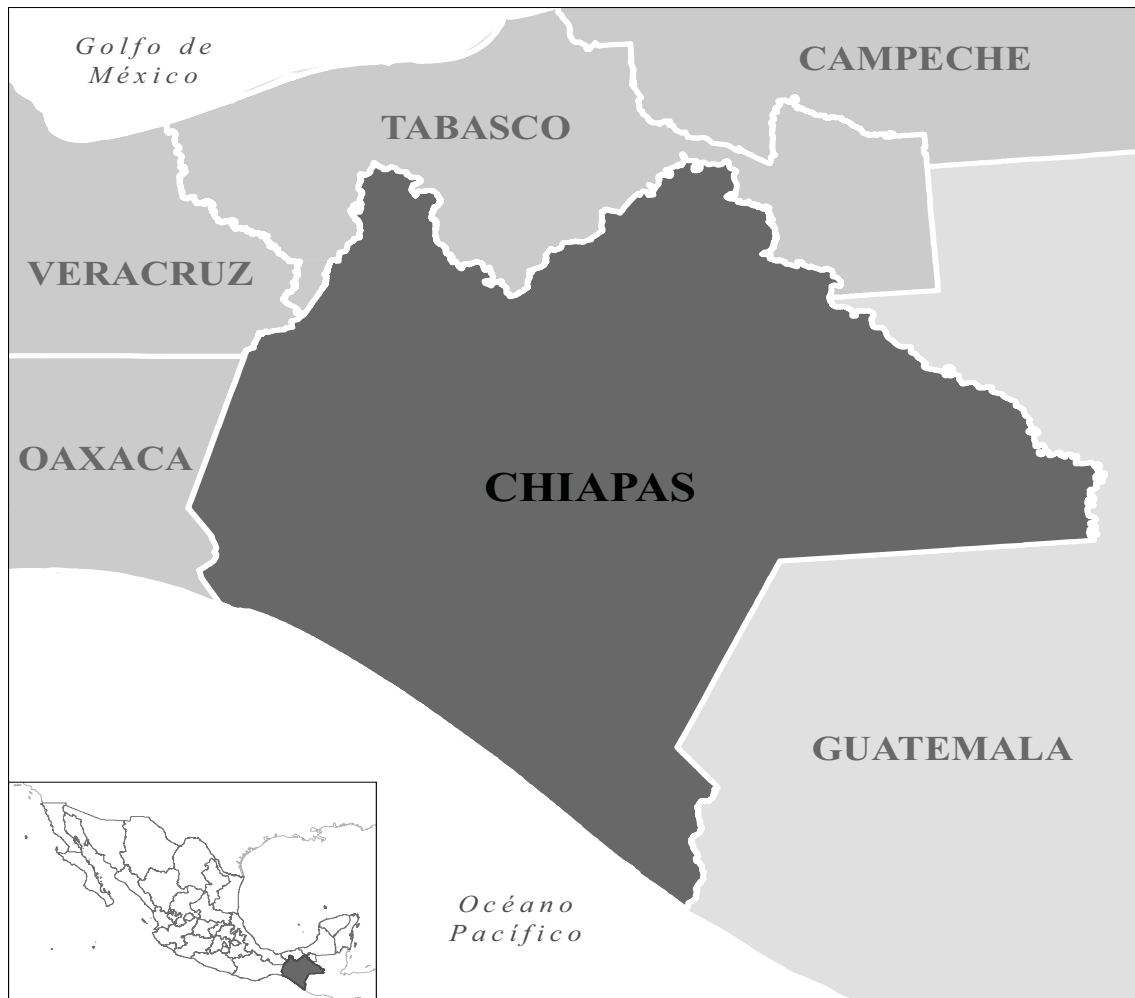 Golfo de
México
CAMPECHE
TABASCO
VERACRUZ
OAXACA
CHIAPAS
GUATEMALA
Océano
Pacífico